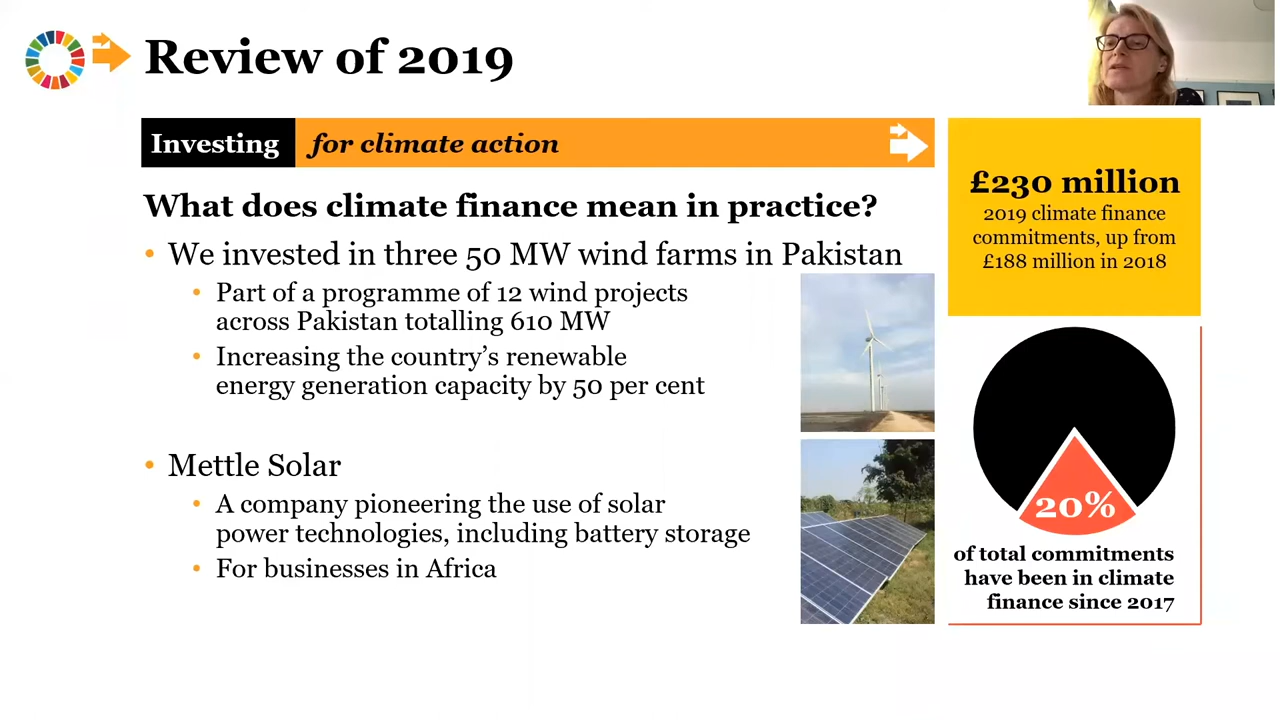 Review of 2019
Investing for climate action
What does climate finance mean in practice?
• We invested in three 50 MW wind farms in Pakistan
• Part of a programme of 12 wind projects
across Pakistan totalling 610 MW
• Increasing the country’s renewable
energy generation capacity by 50 per cent
• Mettle Solar
• A company pioneering the use of solar
power technologies, including battery storage
• For businesses in Africa
£230 million
2019 climate finance
commitments, up from
£188 million in 2018
20%
of total commitments
have been in climate
finance since 2017